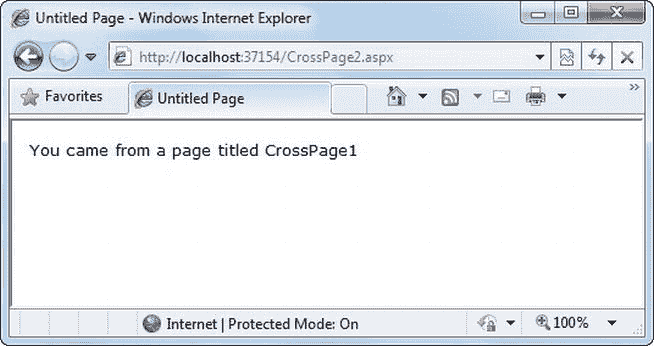 Untitled Page - Windows Internet Explorer
http://localhost:37154/CrossPage2.aspx
Favorites
Untitled Page
»
You came from a page titled CrossPage1
Internet | Protected Mode: On
100%